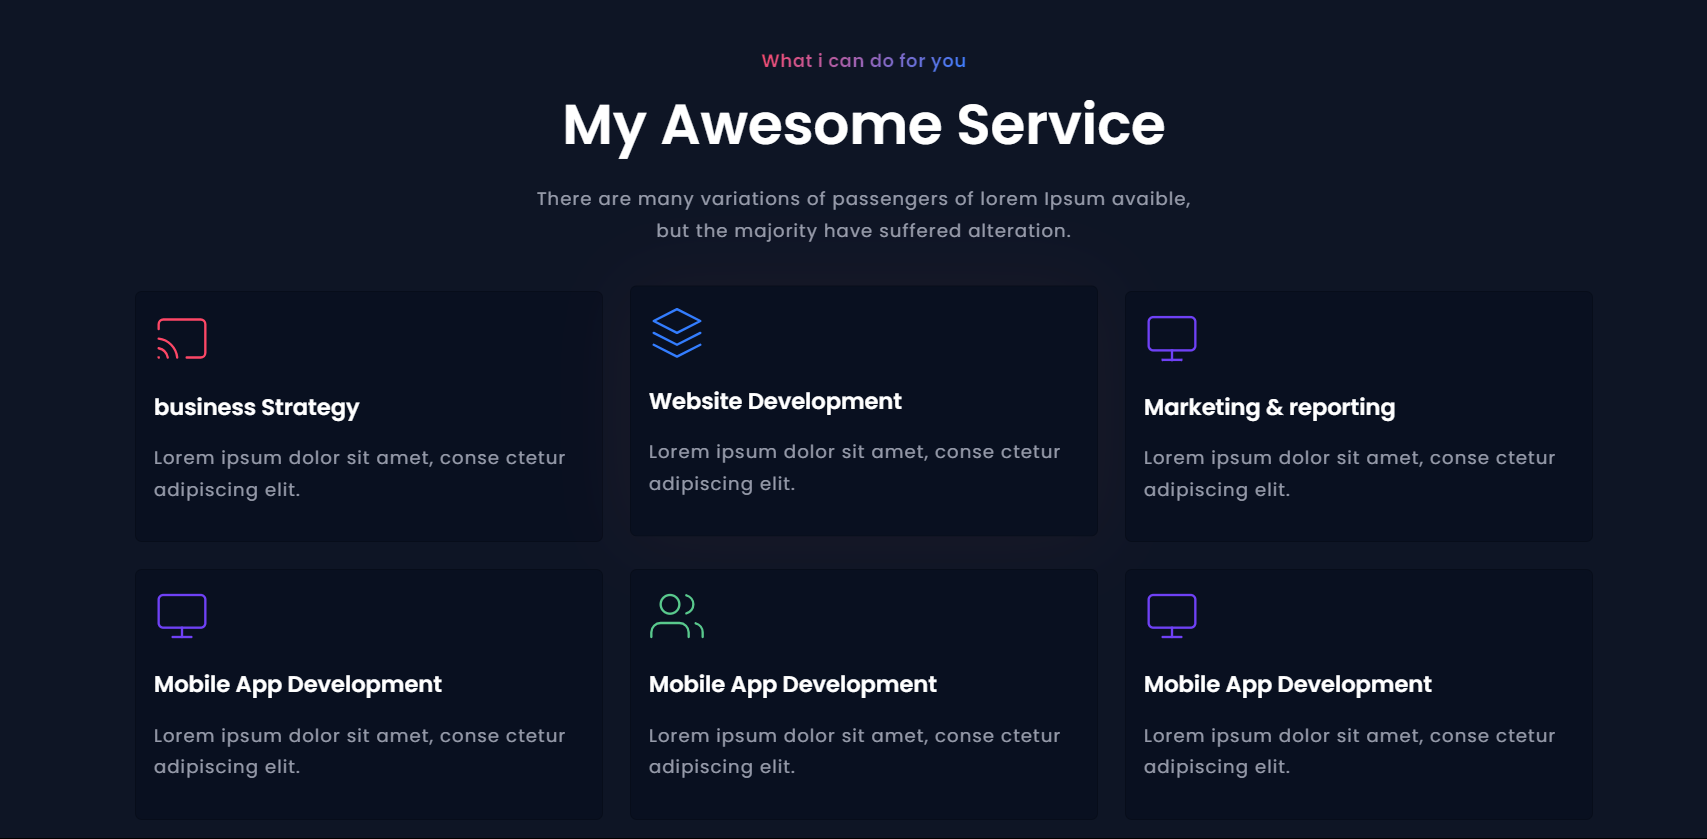 What i can do for you
My Awesome Service
There are many variations of passengers of lorem Ipsum avaible,
but the majority have suffered alteration.
business Strategy
Lorem ipsum dolor sit amet, conse ctetur
adipiscing elit.
Website Development
Lorem ipsum dolor sit amet, conse ctetur
adipiscing elit.
Marketing & reporting
Lorem ipsum dolor sit amet, conse ctetur
adipiscing elit.
Mobile App Development
Lorem ipsum dolor sit amet, conse ctetur
adipiscing elit.
Mobile App Development
Lorem ipsum dolor sit amet, conse ctetur
adipiscing elit.
Mobile App Development
Lorem ipsum dolor sit amet, conse ctetur
adipiscing elit.